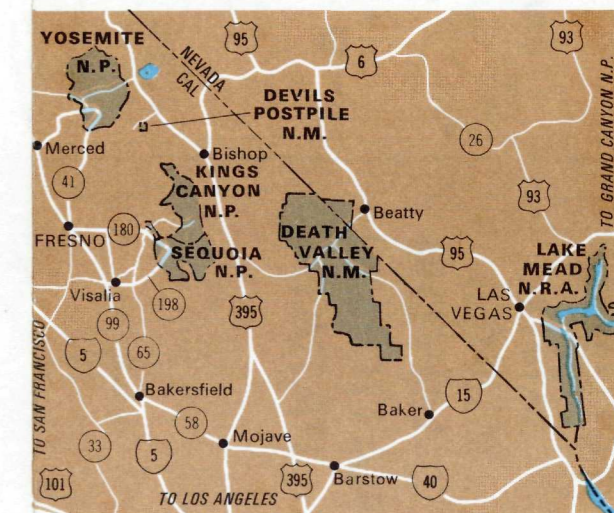 YOSEMITE
N.P.
95
NEVADA
CAL
6
93
TO GRAND CANYON N.P.
DEVILS
POSTPILE
N.M.
26
Merced
Bishop
KINGS
CANYON
N.P.
41
93
Beatty
180
FRESNO
DEATH
VALLEY
N.M.
95
LAKE
MEAD
N.R.A.
SEQUOIA
N.P.
LAS
VEGAS
Visalia
198
99
395
TO SAN FRANCISCO
5
65
Bakersfield
15
Baker
58
33
5
Mojave
101
395
Barstow
40
TO LOS ANGELES